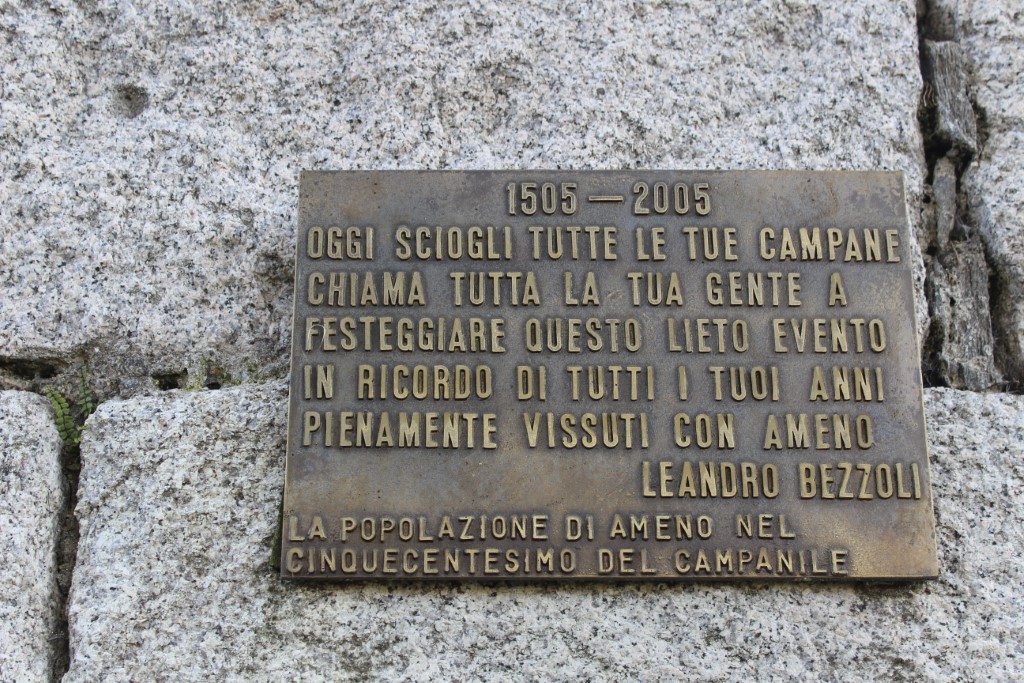 1505 — 2005
OGGI SCIOGLI TUTTE LE TUE CAMPANE
CHIAMA TUTTA LA TUA GENTE A
FESTEGGIARE QUESTO LIETO EVENTO
IN RICORDO DI TUTTI I TUOI ANNI
PIENAMENTE VISSUTI CON AMENO
LEANDRO BEZZOLI
LA POPOLAZIONE DI AMENO NEL
CINQUECENTESIMO DEL CAMPANILE